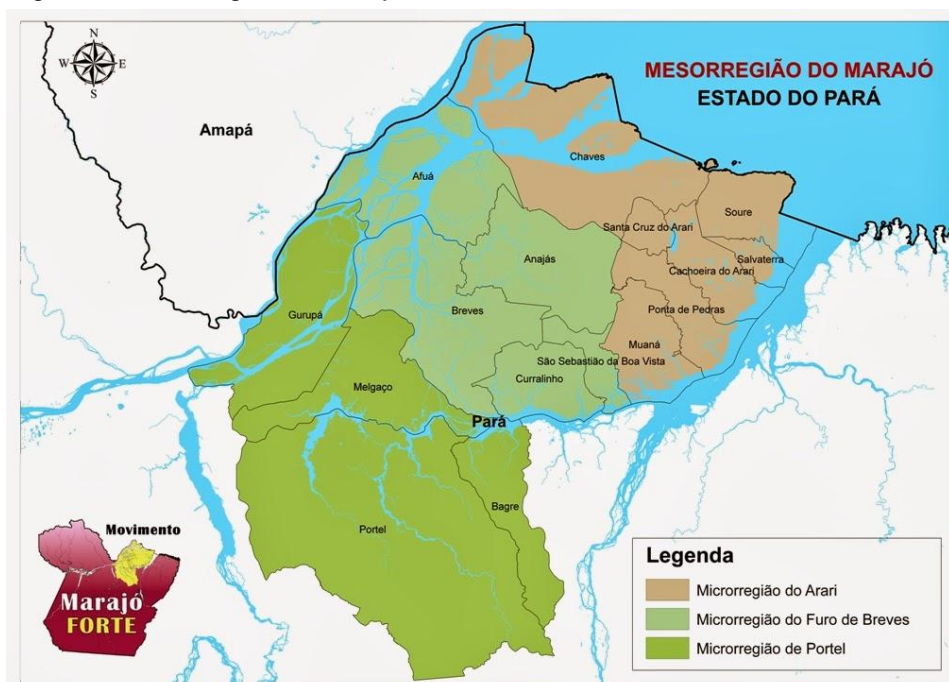 N
W
E
S
MESORREGIÃO DO MARAJÓ
ESTADO DO PARÁ
Amapá
Chaves
Afuá
Soure
Santa Cruz do Arari
Anajás
Salvaterra
Cachoeira do Arari
Breves
Ponta de Pedras
Gurupá
Muaná
São Sebastião da Boa Vista
Curralinho
Melgaço
Pará
Bagre
Portel
Movimento
Marajó
FORTE
Legenda
Microrregião do Arari
Microrregião do Furo de Breves
Microrregião de Portel